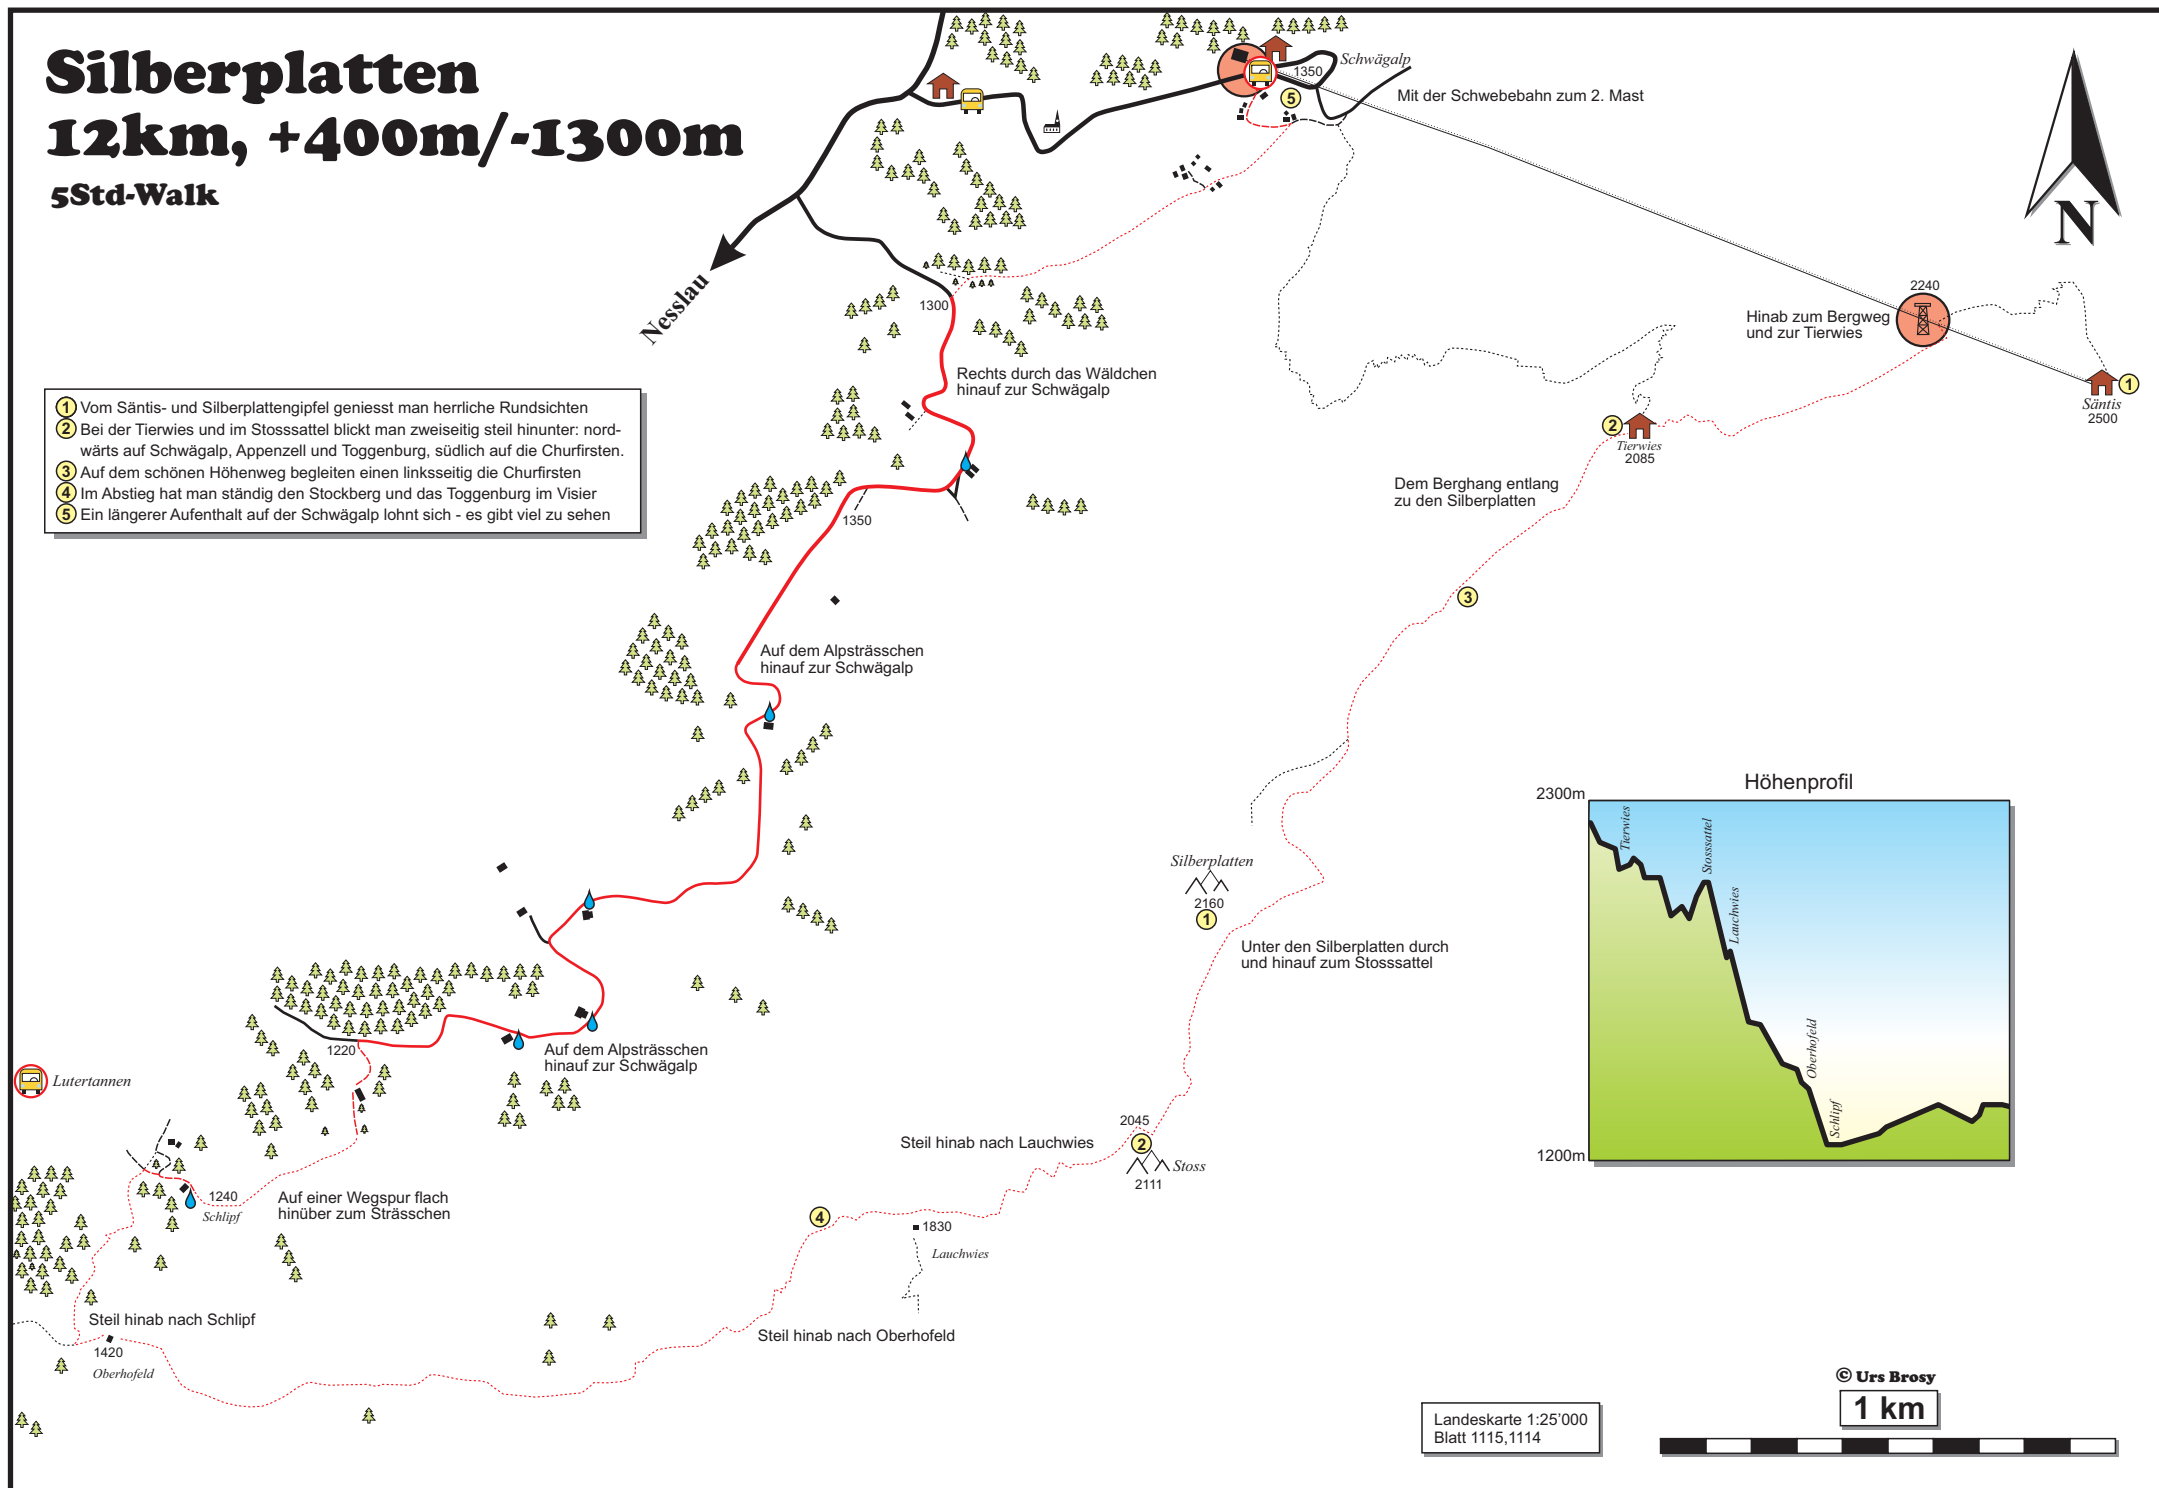 Silberplatten
12km, +400m/-1300m
5Std-Walk
Schwägalp
1350
5
Mit der Schwebebahn zum 2. Mast
N
Nesslau
1300
2240
Hinab zum Bergweg
und zur Tierwies
1
Säntis
2500
Rechts durch das Wäldchen
hinauf zur Schwägalp
1 Vom Säntis- und Silberplattengipfel geniesst man herrliche Rundsichten
2 Bei der Tierwies und im Stosssattel blickt man zweiseitig steil hinunter: nord-
wärts auf Schwägalp, Appenzell und Toggenburg, südlich auf die Churfirsten.
3 Auf dem schönen Höhenweg begleiten einen linksseitig die Churfirsten
4 Im Abstieg hat man ständig den Stockberg und das Toggenburg im Visier
5 Ein längerer Aufenthalt auf der Schwägalp lohnt sich - es gibt viel zu sehen
2
Tierwies
2085
Dem Berghang entlang
zu den Silberplatten
1350
3
Auf dem Alpsträsschen
hinauf zur Schwägalp
Silberplatten
2160
1
Unter den Silberplatten durch
und hinauf zum Stosssattel
Höhenprofil
2300m
Tierwies
Stosssattel
Lauchwies
Oberhofeld
Schlipf
1200m
1220
Auf dem Alpsträsschen
hinauf zur Schwägalp
Lutertannen
2045
2
Stoss
2111
Steil hinab nach Lauchwies
1240
Schlipf
Auf einer Wegspur flach
hinüber zum Strässchen
4
1830
Lauchwies
Steil hinab nach Schlipf
1420
Oberhofeld
Steil hinab nach Oberhofeld
© Urs Brosy
1 km
Landeskarte 1:25'000
Blatt 1115,1114